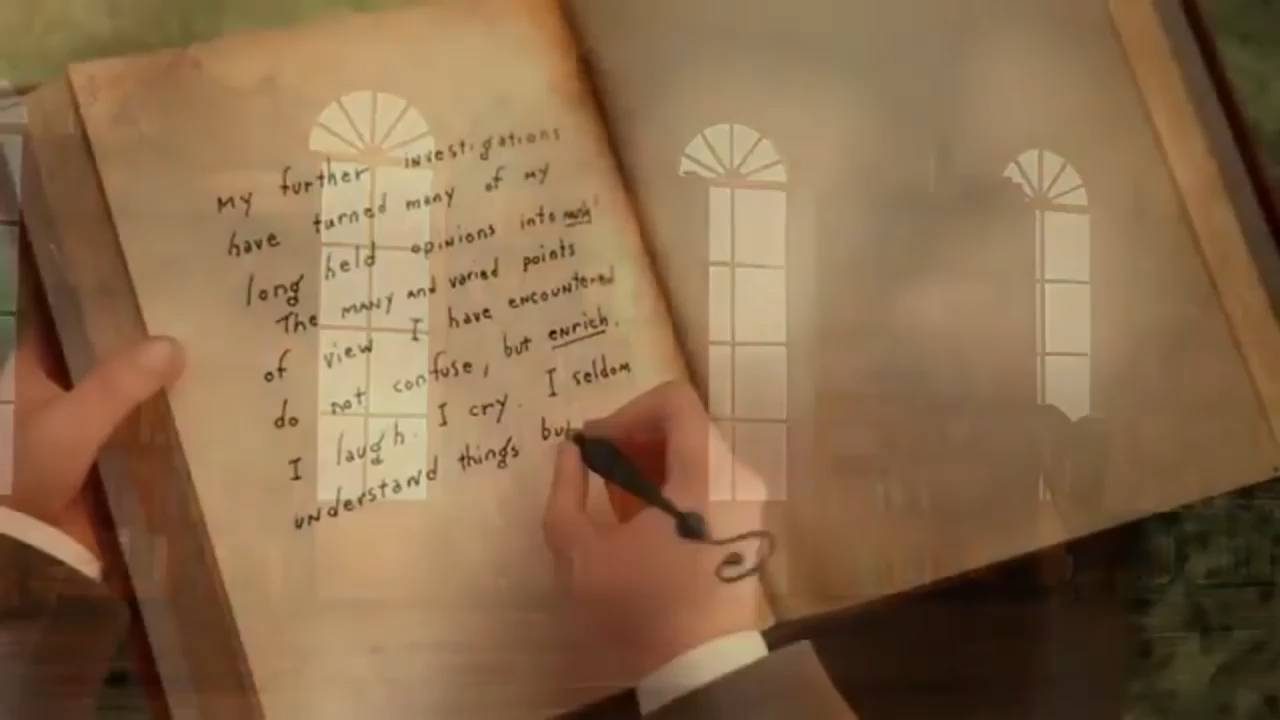 My further investigations
have turned many of my
long held opinions into mush
The MANY and varied points
of view I have encountered
do not confuse, but enrich.
I laugh. I cry. I seldom
understand things but